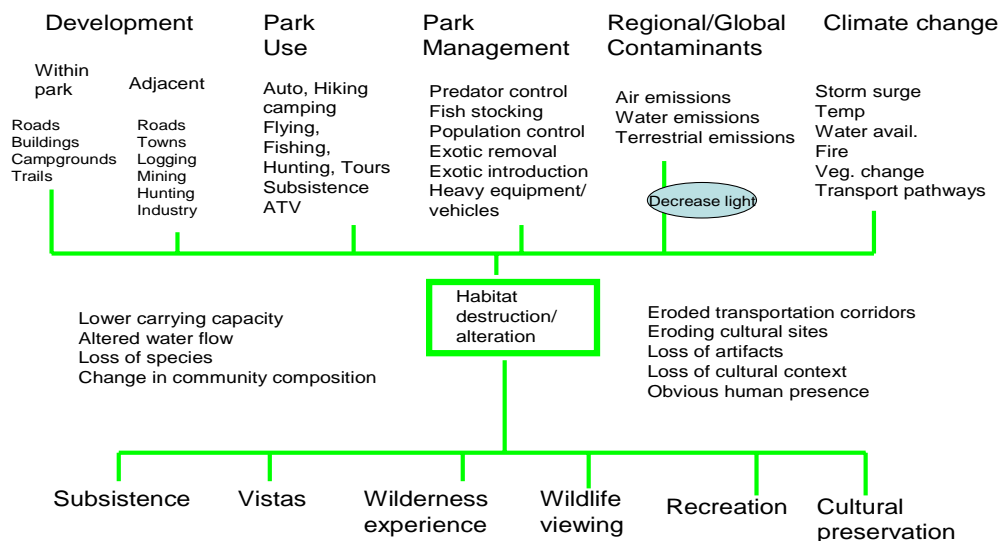 Development
Within
park
Adjacent
Roads
Buildings
Campgrounds
Trails
Roads
Towns
Logging
Mining
Hunting
Industry
Park
Use
Auto, Hiking
camping
Flying,
Fishing,
Hunting, Tours
Subsistence
ATV
Park
Management
Predator control
Fish stocking
Population control
Exotic removal
Exotic introduction
Heavy equipment/
vehicles
Regional/Global
Contaminants
Air emissions
Water emissions
Terrestrial emissions
Decrease light
Climate change
Storm surge
Temp
Water avail.
Fire
Veg. change
Transport pathways
Habitat
destruction/
alteration
Lower carrying capacity
Altered water flow
Loss of species
Change in community composition
Eroded transportation corridors
Eroding cultural sites
Loss of artifacts
Loss of cultural context
Obvious human presence
Subsistence
Vistas
Wilderness
experience
Wildlife
viewing
Recreation
Cultural
preservation